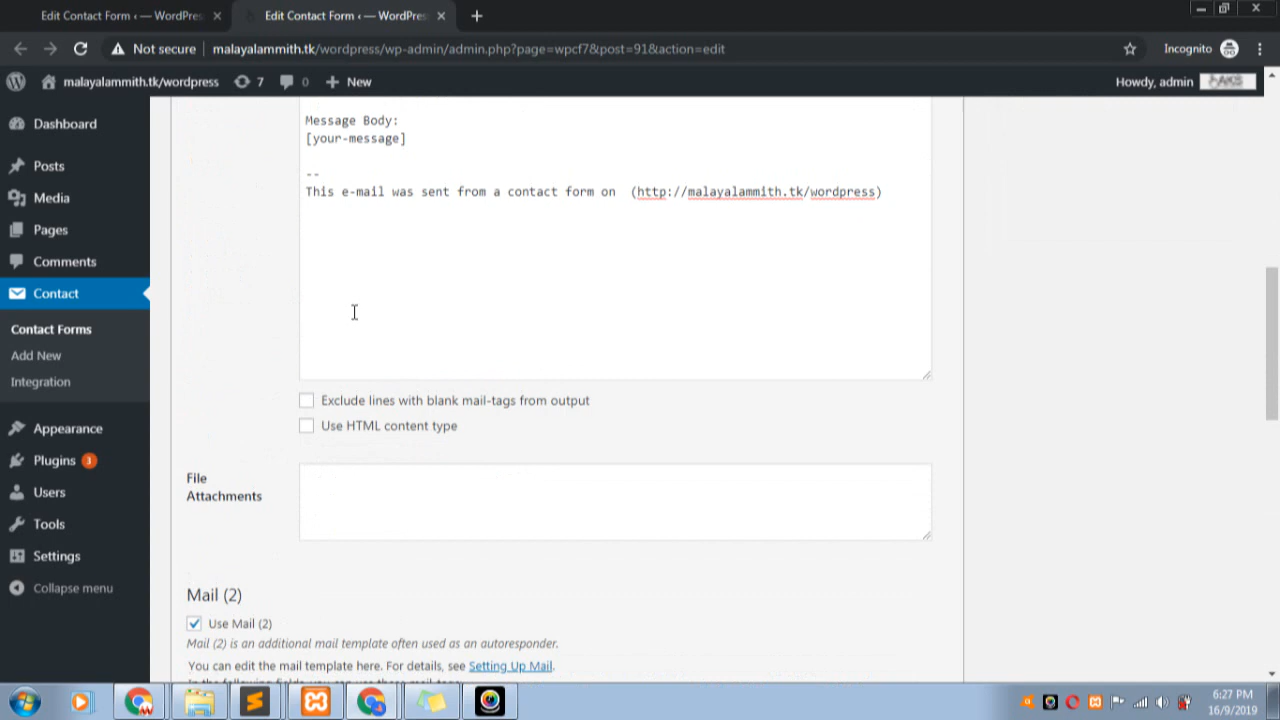 Edit Contact Form ‹ — WordPres
Edit Contact Form ‹ — WordPres
Not secure
malayalammith.tk/wordpress/wp-admin/admin.php?page=wpcf7&post=91&action=edit
Incognito
malayalammith.tk/wordpress
7
0
New
Howdy, admin
Dashboard
Posts
Media
Pages
Comments
Contact
Contact Forms
Add New
Integration
Appearance
Plugins 3
Users
Tools
Settings
Collapse menu
Message Body:
[your-message]
--
This e-mail was sent from a contact form on (http://malayalammith.tk/wordpress)
Exclude lines with blank mail-tags from output
Use HTML content type
File
Attachments
Mail (2)
Use Mail (2)
Mail (2) is an additional mail template often used as an autoresponder.
You can edit the mail template here. For details, see Setting Up Mail.
6:27 PM
16/9/2019